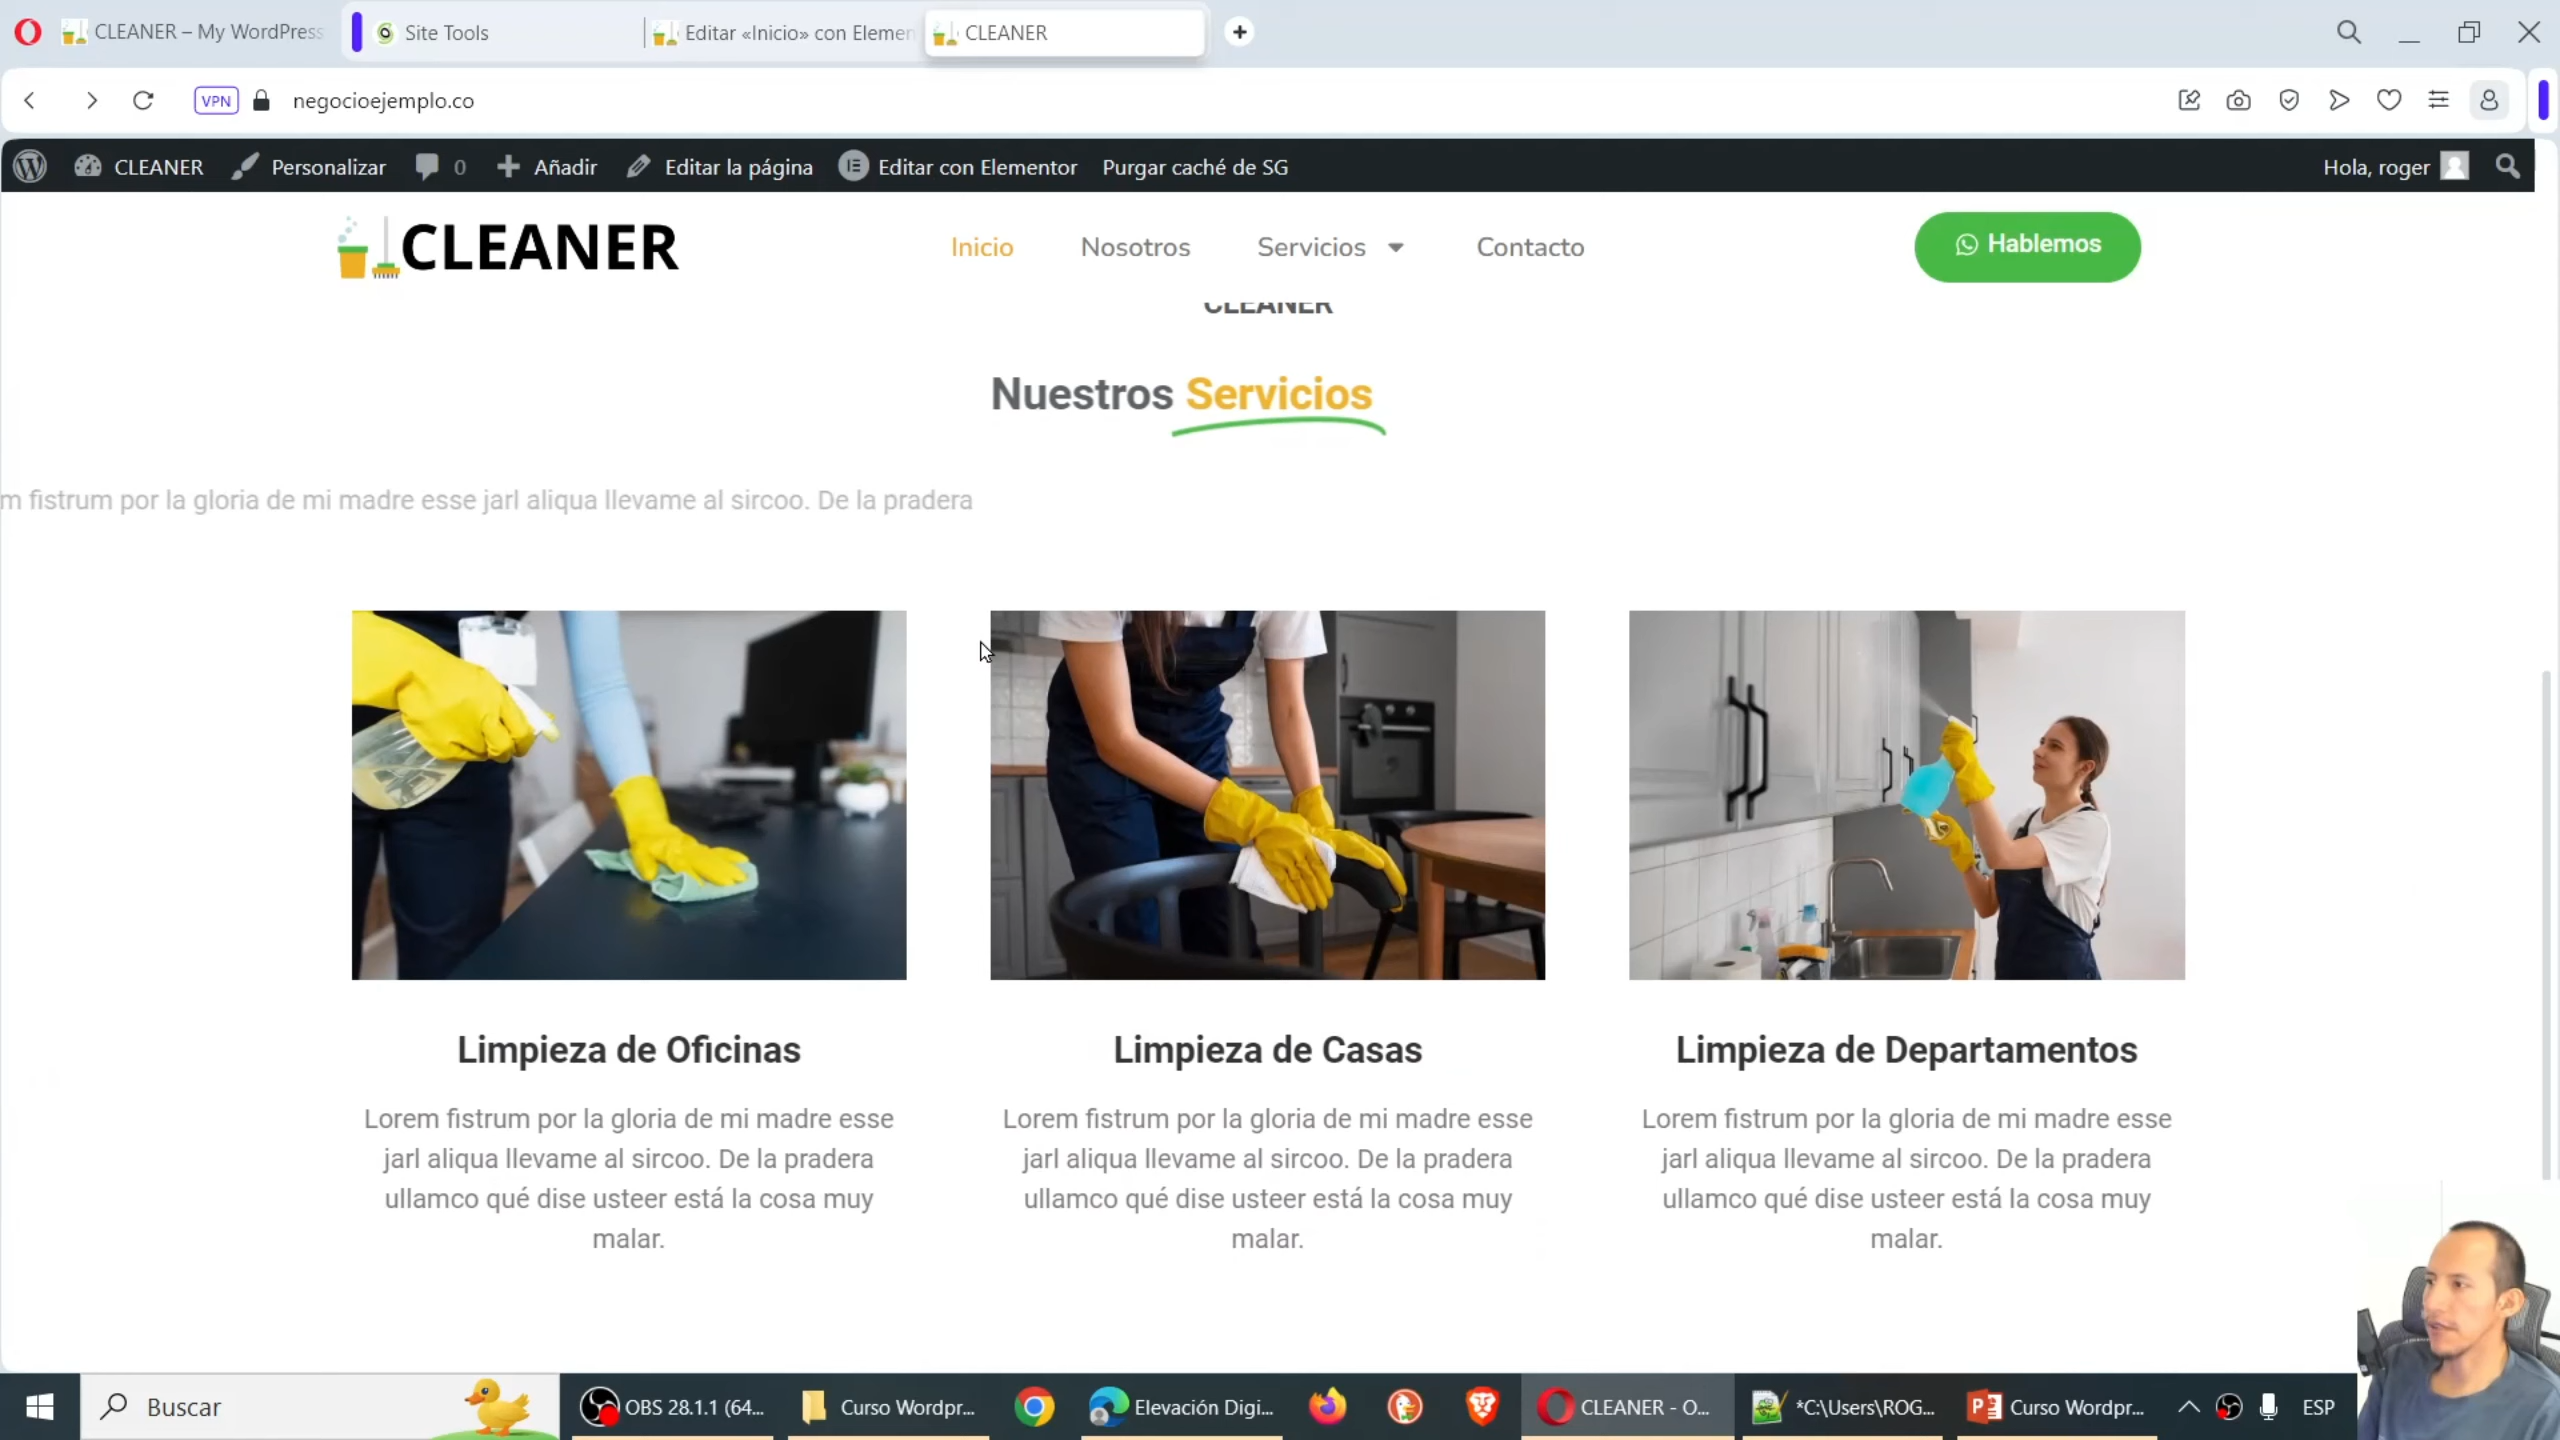 CLEANER – My WordPress
Site Tools
Editar «Inicio» con Elemen
CLEANER
VPN
negocioejemplo.co
CLEANER
Personalizar
0
Añadir
Editar la página
Editar con Elementor
Purgar caché de SG
Hola, roger
CLEANER
Inicio
Nosotros
Servicios
Contacto
Hablemos
CLEANER
Nuestros Servicios
m fistrum por la gloria de mi madre esse jarl aliqua llevame al sircoo. De la pradera
Limpieza de Oficinas
Lorem fistrum por la gloria de mi madre esse
jarl aliqua llevame al sircoo. De la pradera
ullamco qué dise usteer está la cosa muy
malar.
Limpieza de Casas
Lorem fistrum por la gloria de mi madre esse
jarl aliqua llevame al sircoo. De la pradera
ullamco qué dise usteer está la cosa muy
malar.
Limpieza de Departamentos
Lorem fistrum por la gloria de mi madre esse
jarl aliqua llevame al sircoo. De la pradera
ullamco qué dise usteer está la cosa muy
malar.
Buscar
OBS 28.1.1 (64...
Curso Wordpr...
Elevación Digi...
CLEANER - O...
*C:\Users\ROG...
Curso Wordpr...
ESP